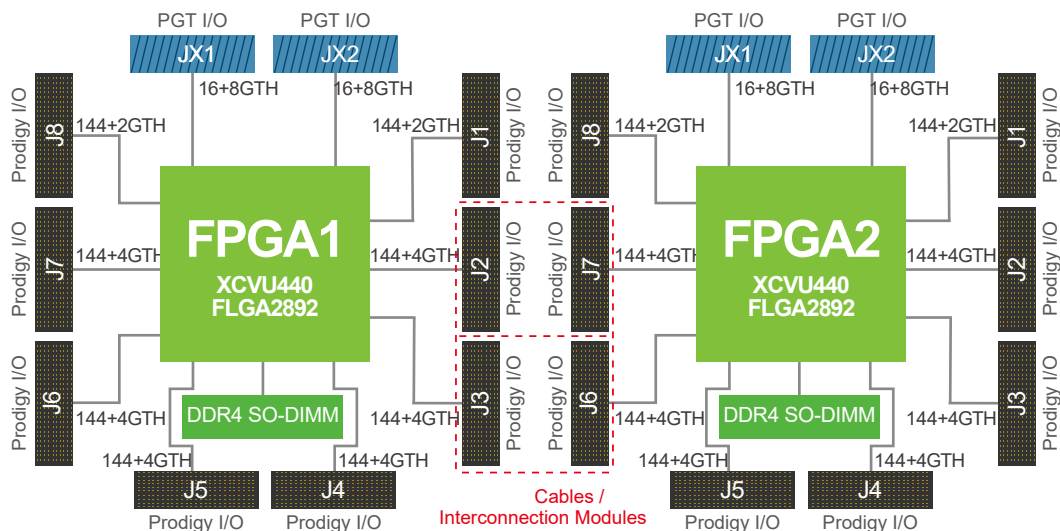 PGT I/O
PGT I/O
PGT I/O
PGT I/O
JX1
JX2
JX1
JX2
16+8GTH
16+8GTH
16+8GTH
16+8GTH
Prodigy I/O
J8
144+2GTH
144+2GTH
J1
Prodigy I/O
Prodigy I/O
J8
144+2GTH
144+2GTH
J1
Prodigy I/O
FPGA1
XCVU440
FLGA2892
FPGA2
XCVU440
FLGA2892
Prodigy I/O
J7
144+4GTH
144+4GTH
J2
Prodigy I/O
Prodigy I/O
J7
144+4GTH
144+4GTH
J2
Prodigy I/O
Prodigy I/O
J6
144+4GTH
144+4GTH
J3
Prodigy I/O
Prodigy I/O
J6
144+4GTH
144+4GTH
J3
Prodigy I/O
DDR4 SO-DIMM
DDR4 SO-DIMM
144+4GTH
144+4GTH
144+4GTH
144+4GTH
J5
J4
J5
J4
Prodigy I/O
Prodigy I/O
Prodigy I/O
Prodigy I/O
Cables /
Interconnection Modules